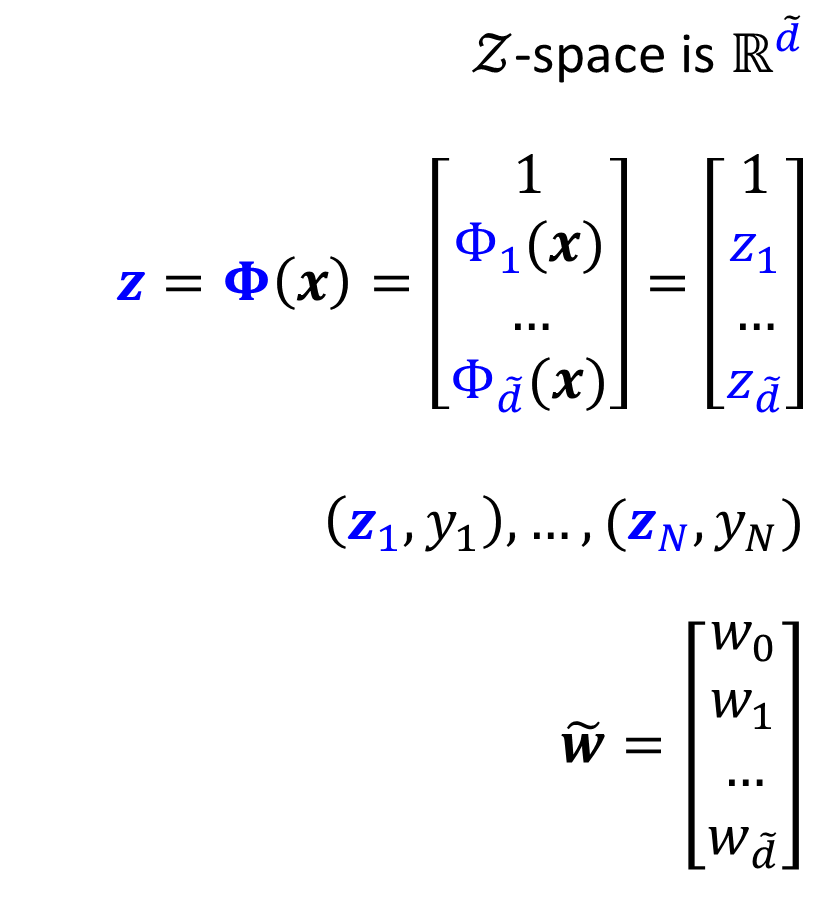 𝒵-space is ℝ^d̃
z = Φ(x) = [1 Φ₁(x) … Φ_d̃(x)] = [1 z₁ … z_d̃]
(z₁, y₁), … , (z_N, y_N)
w̃ = [w₀ w₁ … w_d̃]